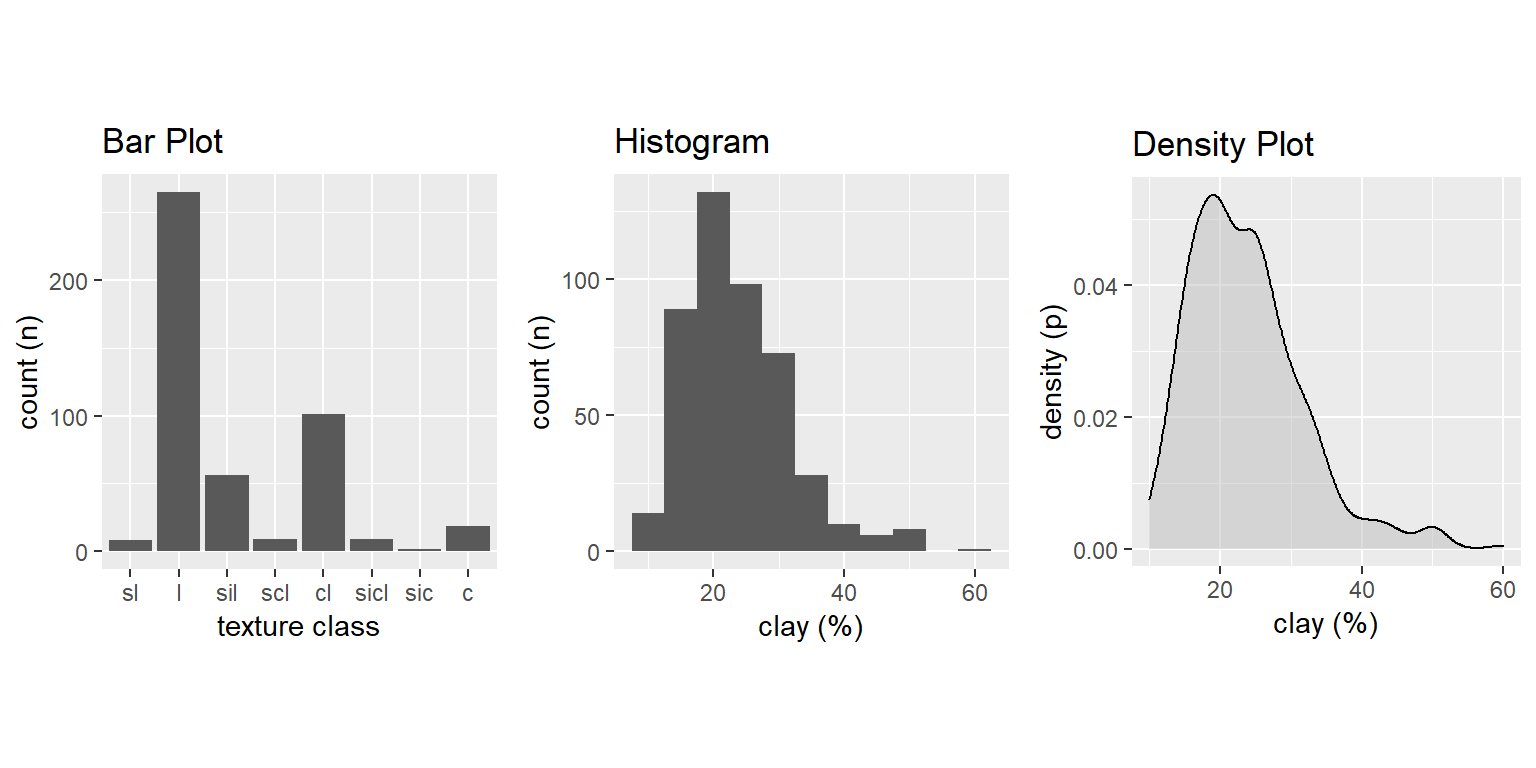 Bar Plot
count (n)
200
100
0
sl l sil scl cl sicl sic c
texture class
Histogram
count (n)
100
50
0
20 40 60
clay (%)
Density Plot
density (p)
0.04
0.02
0.00
20 40 60
clay (%)